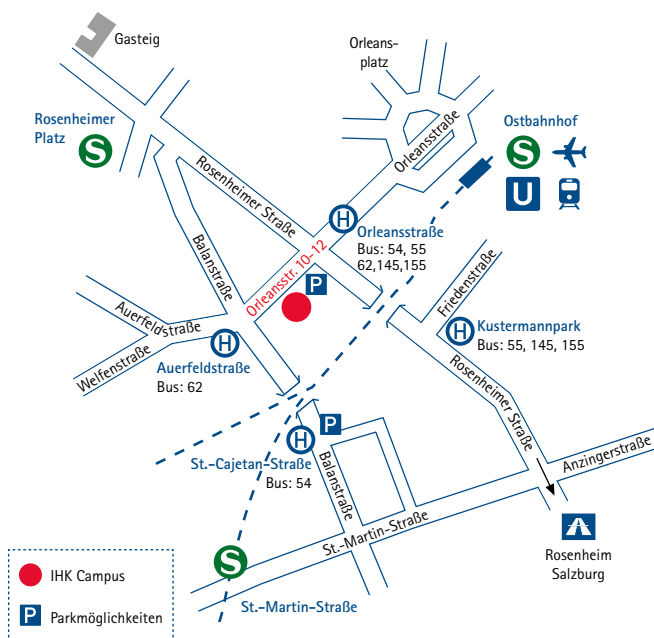 Gasteig
Orleans-
platz
Rosenheimer
Platz
S
Ostbahnhof
S
U
Orleansstraße
Rosenheimer Straße
H
Orleansstraße
Bus: 54, 55
62,145,155
Balanstraße
Orleansstr. 10-12
P
Friedenstraße
Auerfeldstraße
Welfenstraße
H
Auerfeldstraße
Bus: 62
H
Kustermannpark
Bus: 55, 145, 155
Rosenheimer Straße
P
H
St.-Cajetan-Straße
Bus: 54
Balanstraße
Anzingerstraße
St.-Martin-Straße
Rosenheim
Salzburg
S
St.-Martin-Straße
IHK Campus
P
Parkmöglichkeiten